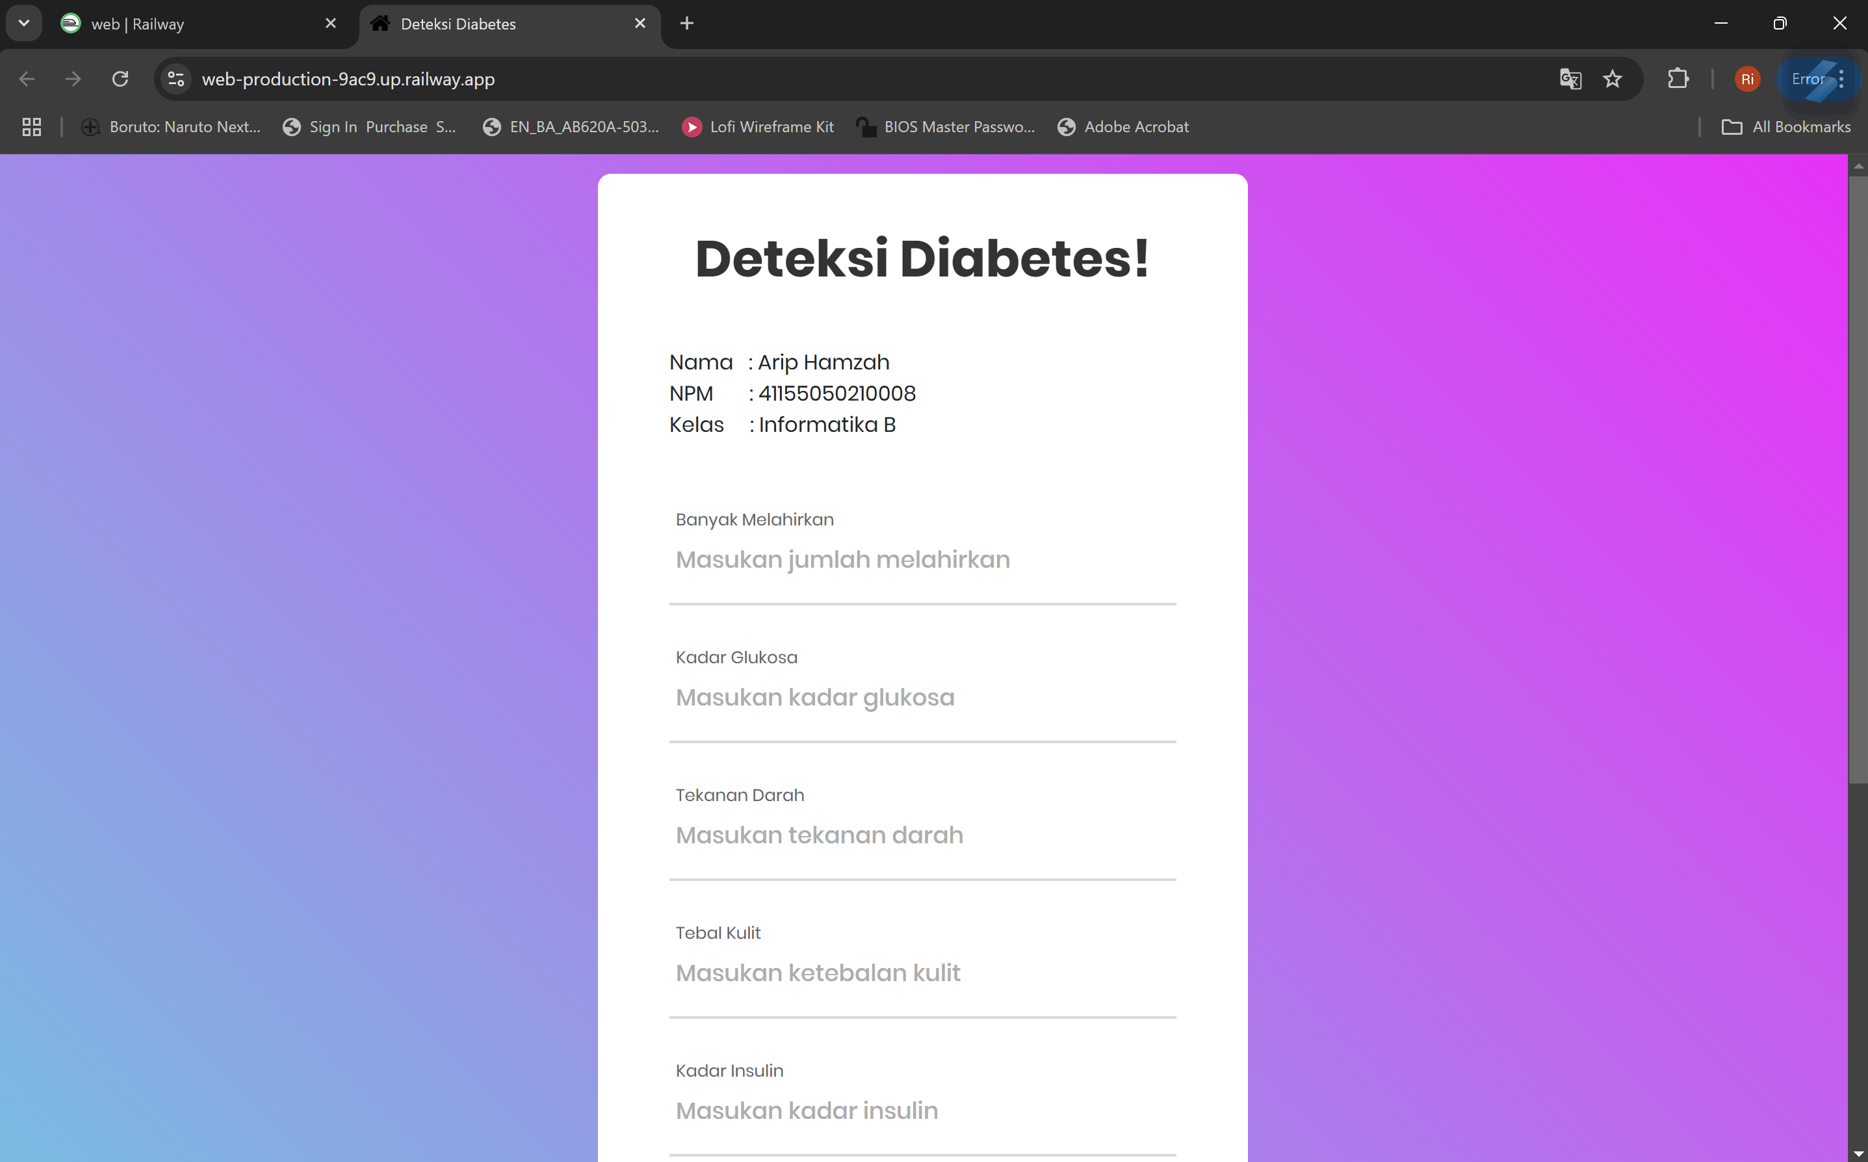 web | Railway
Deteksi Diabetes
web-production-9ac9.up.railway.app
Ri
Error
Boruto: Naruto Next...
Sign In Purchase S...
EN_BA_AB620A-503...
Lofi Wireframe Kit
BIOS Master Passwo...
Adobe Acrobat
All Bookmarks
Deteksi Diabetes!
Nama : Arip Hamzah
NPM : 41155050210008
Kelas : Informatika B
Banyak Melahirkan
Masukan jumlah melahirkan
Kadar Glukosa
Masukan kadar glukosa
Tekanan Darah
Masukan tekanan darah
Tebal Kulit
Masukan ketebalan kulit
Kadar Insulin
Masukan kadar insulin